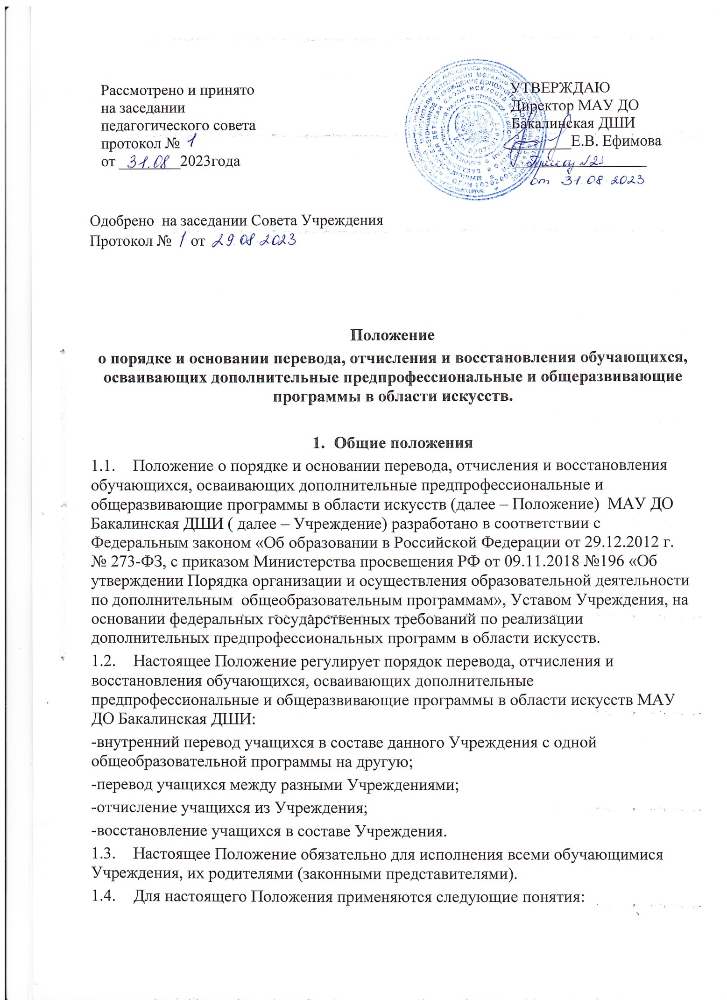 Рассмотрено и принято
на заседании
педагогического совета
протокол № 1
от 31.08 2023года
УТВЕРЖДАЮ
Директор МАУ ДО
Бакалинская ДШИ
Е.В. Ефимова
Приказ №23
от 31.08.2023
Одобрено на заседании Совета Учреждения
Протокол № 1 от 29.08.2023
Положение
о порядке и основании перевода, отчисления и восстановления обучающихся,
осваивающих дополнительные предпрофессиональные и общеразвивающие
программы в области искусств.
1. Общие положения
1.1. Положение о порядке и основании перевода, отчисления и восстановления
обучающихся, осваивающих дополнительные предпрофессиональные и
общеразвивающие программы в области искусств (далее – Положение) МАУ ДО
Бакалинская ДШИ ( далее – Учреждение) разработано в соответствии с
Федеральным законом «Об образовании в Российской Федерации от 29.12.2012 г.
№ 273-ФЗ, с приказом Министерства просвещения РФ от 09.11.2018 №196 «Об
утверждении Порядка организации и осуществления образовательной деятельности
по дополнительным общеобразовательным программам», Уставом Учреждения, на
основании федеральных государственных требований по реализации
дополнительных предпрофессиональных программ в области искусств.
1.2. Настоящее Положение регулирует порядок перевода, отчисления и
восстановления обучающихся, осваивающих дополнительные
предпрофессиональные и общеразвивающие программы в области искусств МАУ
ДО Бакалинская ДШИ:
-внутренний перевод учащихся в составе данного Учреждения с одной
общеобразовательной программы на другую;
-перевод учащихся между разными Учреждениями;
-отчисление учащихся из Учреждения;
-восстановление учащихся в составе Учреждения.
1.3. Настоящее Положение обязательно для исполнения всеми обучающимися
Учреждения, их родителями (законными представителями).
1.4. Для настоящего Положения применяются следующие понятия: